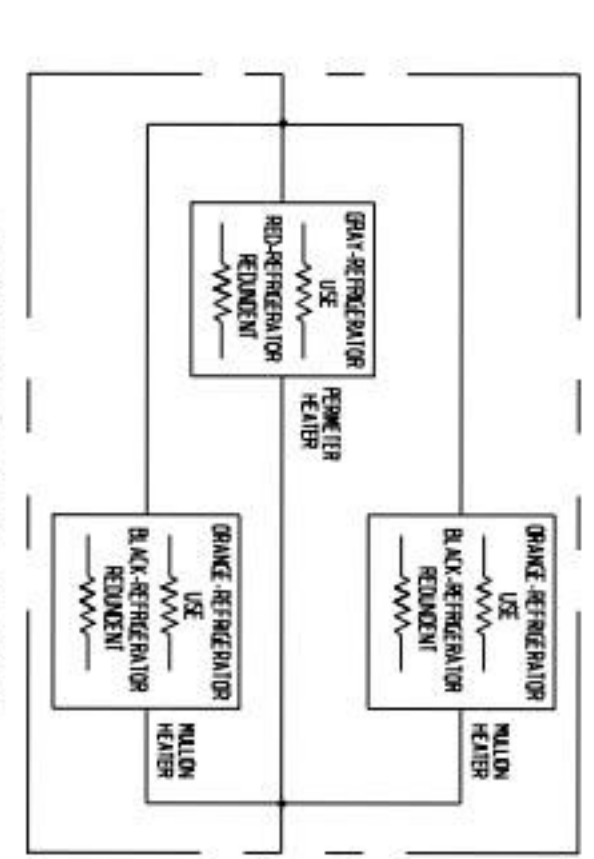 GRAY-REFRIGERATOR
USE
RED-REFRIGERATOR
REDUNDENT
PERIMETER
HEATER
ORANGE-REFRIGERATOR
USE
BLACK-REFRIGERATOR
REDUNDENT
MULLION
HEATER
ORANGE-REFRIGERATOR
USE
BLACK-REFRIGERATOR
REDUNDENT
MULLION
HEATER